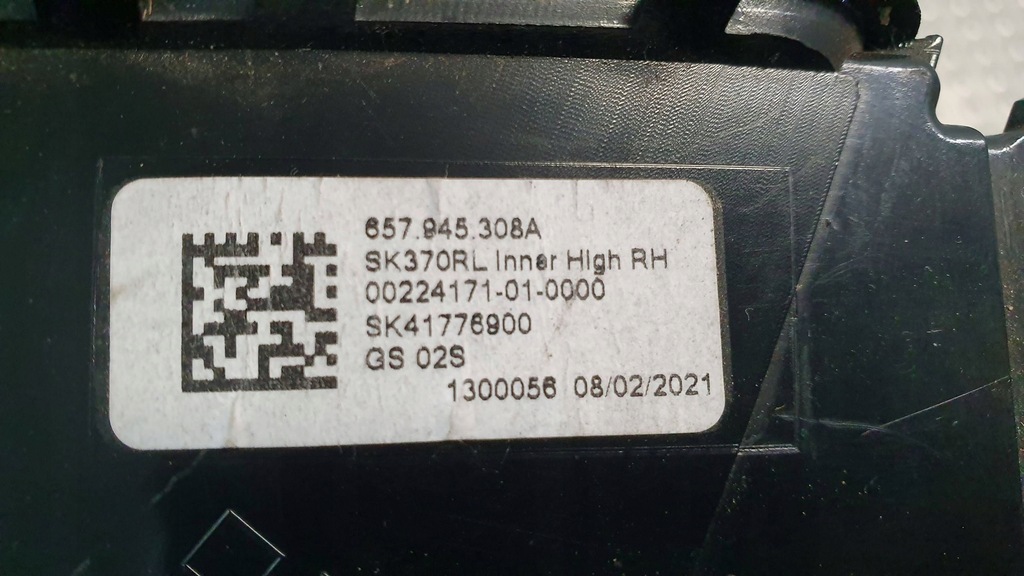 657.945.308A
SK370RL Inner High RH
00224171-01-0000
SK41776900
GS 02S
1300056 08/02/2021